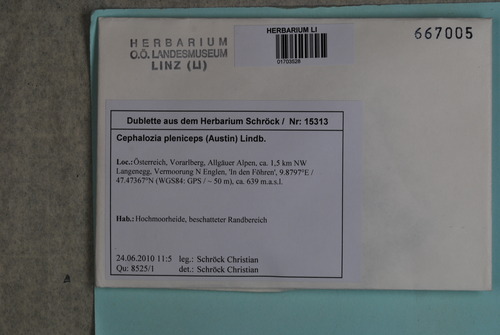 HERBARIUM
O.Ö. LANDESMUSEUM
LINZ (LI)
HERBARIUM LI
01703028
667005
Dublette aus dem Herbarium Schröck / Nr: 15313
Cephalozia pleniceps (Austin) Lindb.
Loc.: Österreich, Vorarlberg, Allgäuer Alpen, ca. 1,5 km NW
Langenegg, Vermoorung N Englen, 'In den Föhren', 9.8797°E /
47.47367°N (WGS84: GPS / ~ 50 m), ca. 639 m.a.s.l.
Hab.: Hochmoorheide, beschatteter Randbereich
24.06.2010 11:5 leg.: Schröck Christian
Qu: 8525/1 det.: Schröck Christian